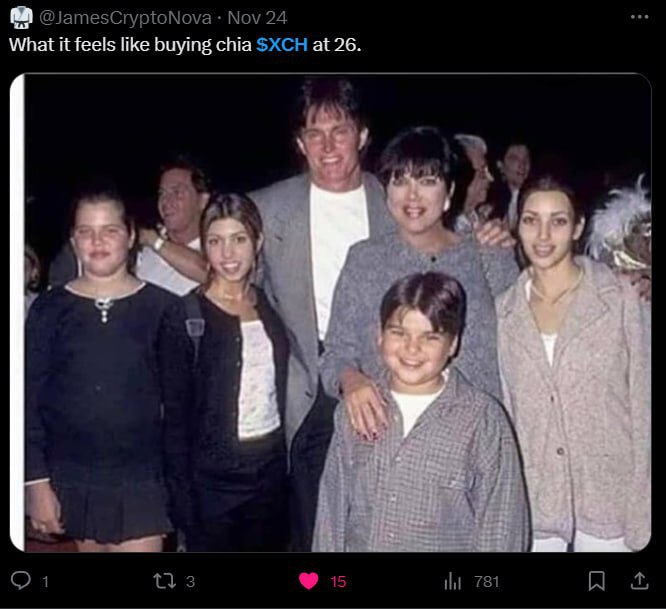 @JamesCryptoNova · Nov 24
What it feels like buying chia $XCH at 26.
1 3 15 781